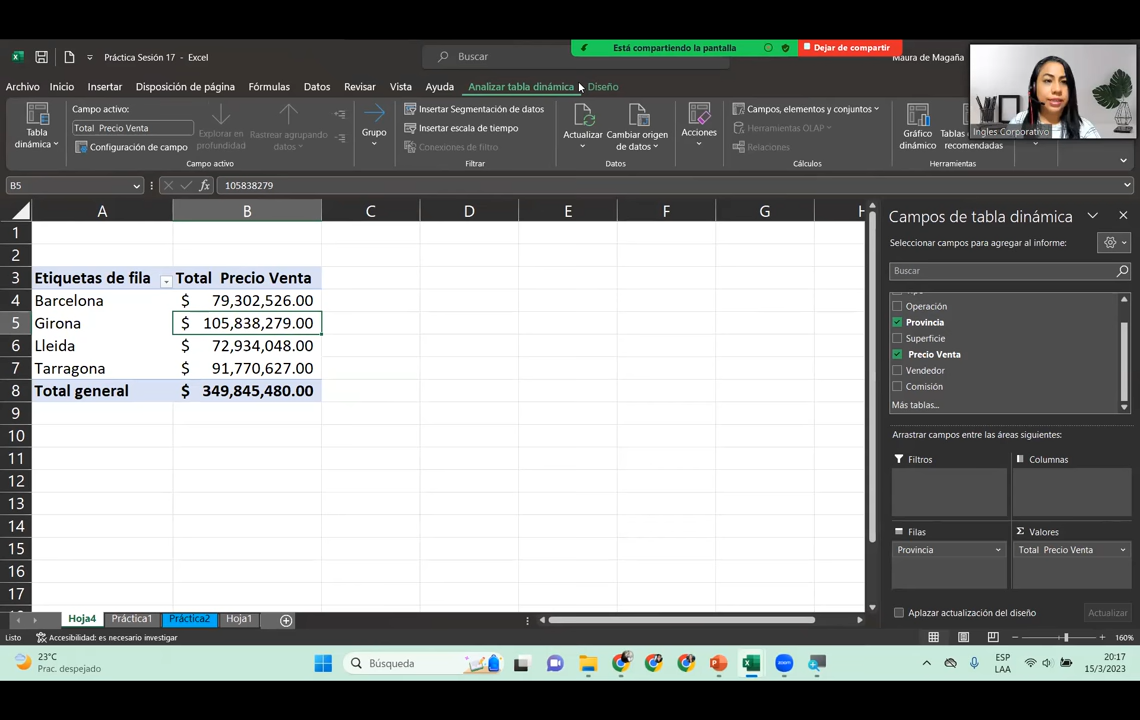 Está compartiendo la pantalla
Dejar de compartir
Práctica Sesión 17 - Excel
Buscar
Maura de Magaña
Archivo Inicio Insertar Disposición de página Fórmulas Datos Revisar Vista Ayuda Analizar tabla dinámica Diseño
Tabla dinámica
Campo activo:
Total Precio Venta
Configuración de campo
Explorar en profundidad
Rastrear agrupando datos
Campo activo
Grupo
Insertar Segmentación de datos
Insertar escala de tiempo
Conexiones de filtro
Filtrar
Actualizar
Cambiar origen de datos
Datos
Acciones
Campos, elementos y conjuntos
Herramientas OLAP
Relaciones
Cálculos
Gráfico dinámico
Tablas d
recomendadas
Herramientas
Ingles Corporativo
B5
fx
105838279
A B C D E F G H
1
2
3 Etiquetas de fila Total Precio Venta
4 Barcelona $ 79,302,526.00
5 Girona $ 105,838,279.00
6 Lleida $ 72,934,048.00
7 Tarragona $ 91,770,627.00
8 Total general $ 349,845,480.00
9
10
11
12
13
14
15
16
17
Campos de tabla dinámica
Seleccionar campos para agregar al informe:
Buscar
Operación
Provincia
Superficie
Precio Venta
Vendedor
Comisión
Más tablas...
Arrastrar campos entre las áreas siguientes:
Filtros
Columnas
Filas
Valores
Provincia
Total Precio Venta
Aplazar actualización del diseño
Actualizar
Hoja4 Práctica1 Práctica2 Hoja1
Listo
Accesibilidad: es necesario investigar
160%
23°C
Prac. despejado
Búsqueda
ESP
LAA
20:17
15/3/2023